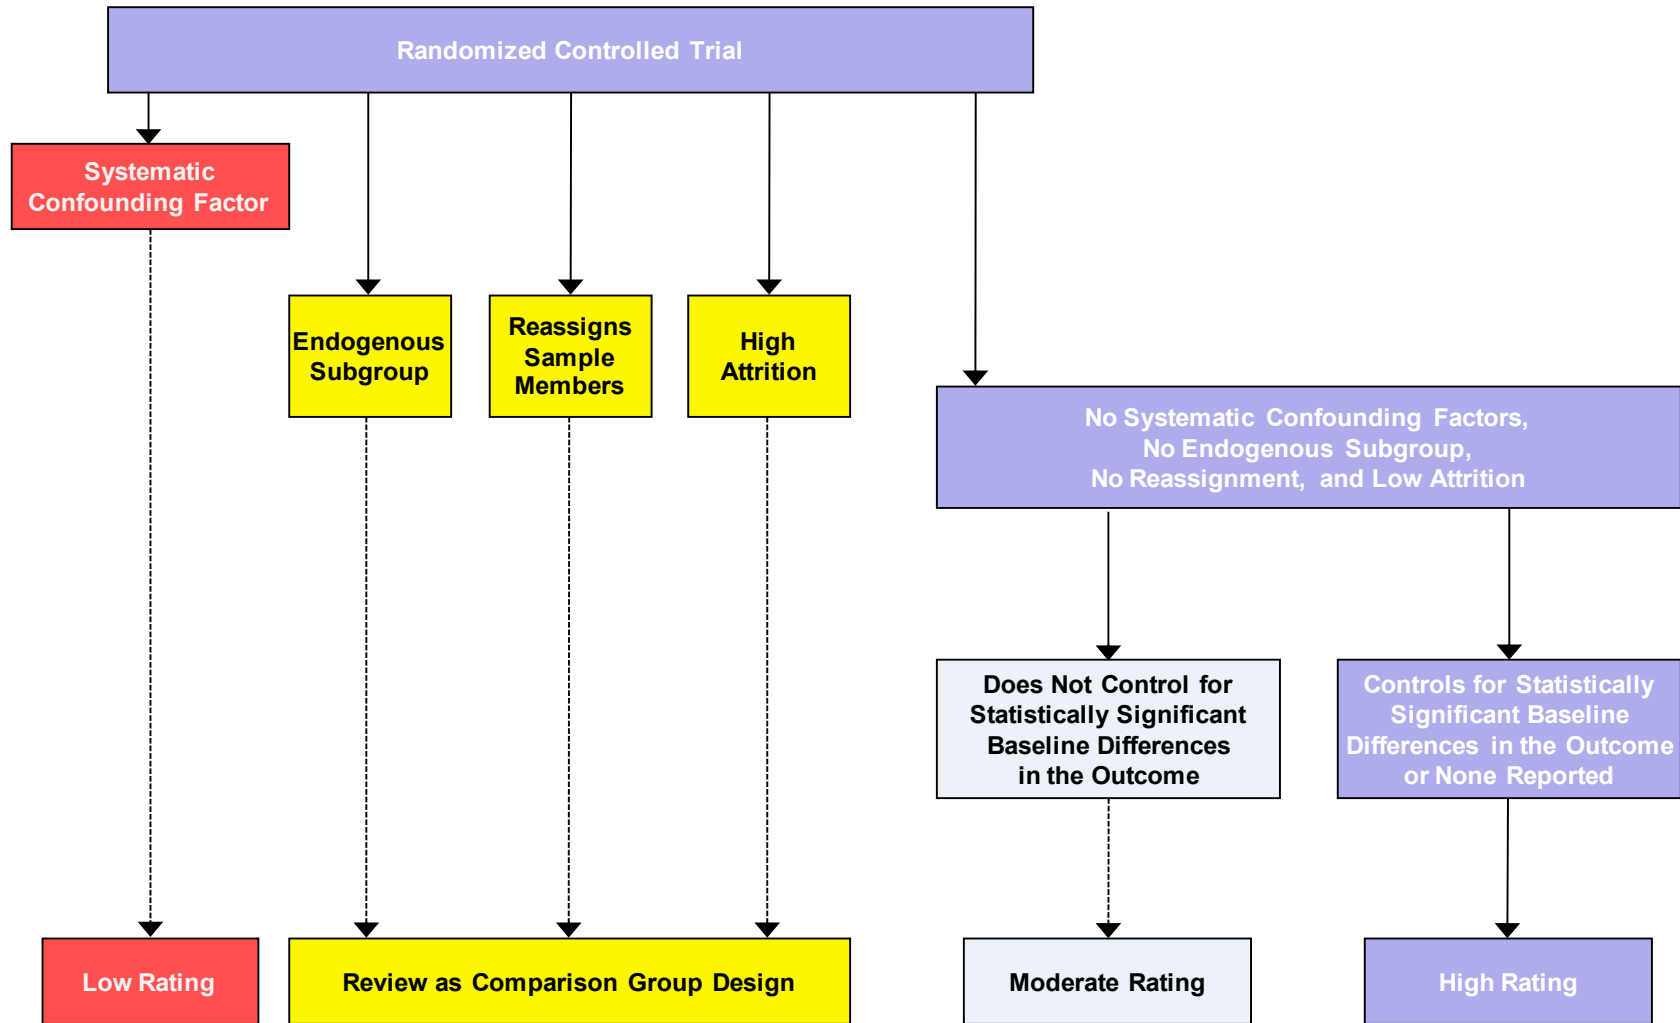 Randomized Controlled Trial
Systematic
Confounding Factor
Endogenous
Subgroup
Reassigns
Sample
Members
High
Attrition
No Systematic Confounding Factors,
No Endogenous Subgroup,
No Reassignment, and Low Attrition
Does Not Control for
Statistically Significant
Baseline Differences
in the Outcome
Controls for Statistically
Significant Baseline
Differences in the Outcome
or None Reported
Low Rating
Review as Comparison Group Design
Moderate Rating
High Rating